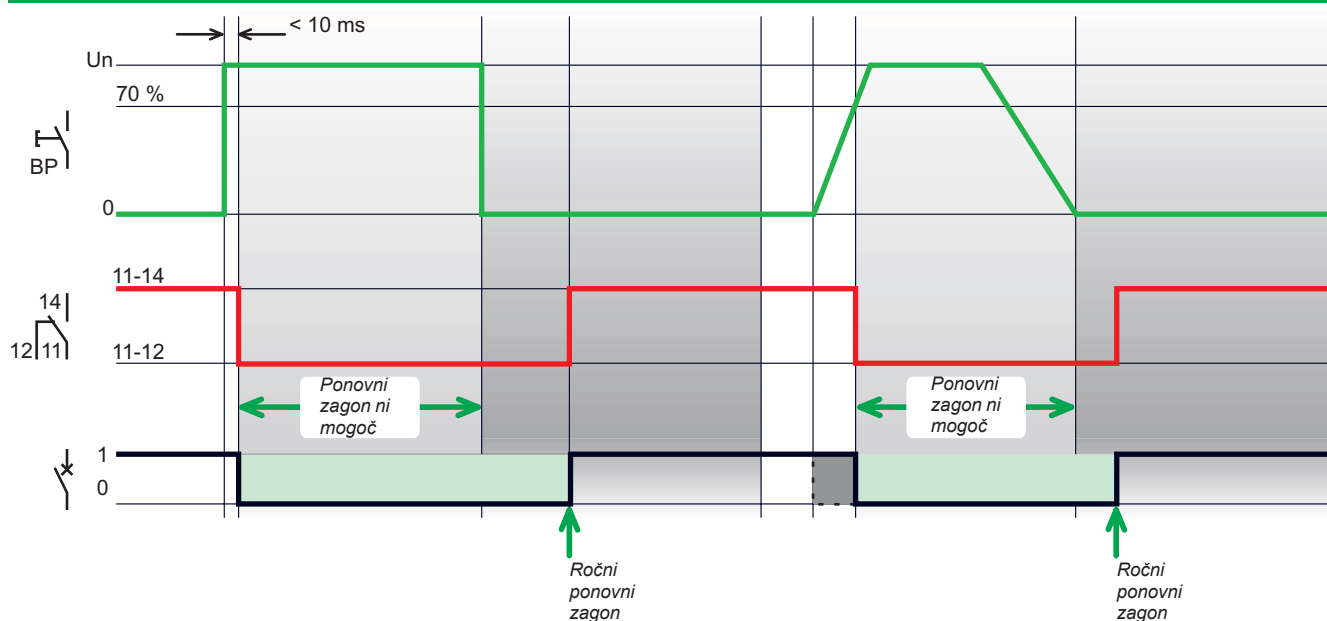 < 10 ms
Un
70 %
BP
0
11-14
14
12 11
11-12
Ponovni
zagon ni
mogoč
Ponovni
zagon ni
mogoč
1
0
Ročni
ponovni
zagon
Ročni
ponovni
zagon